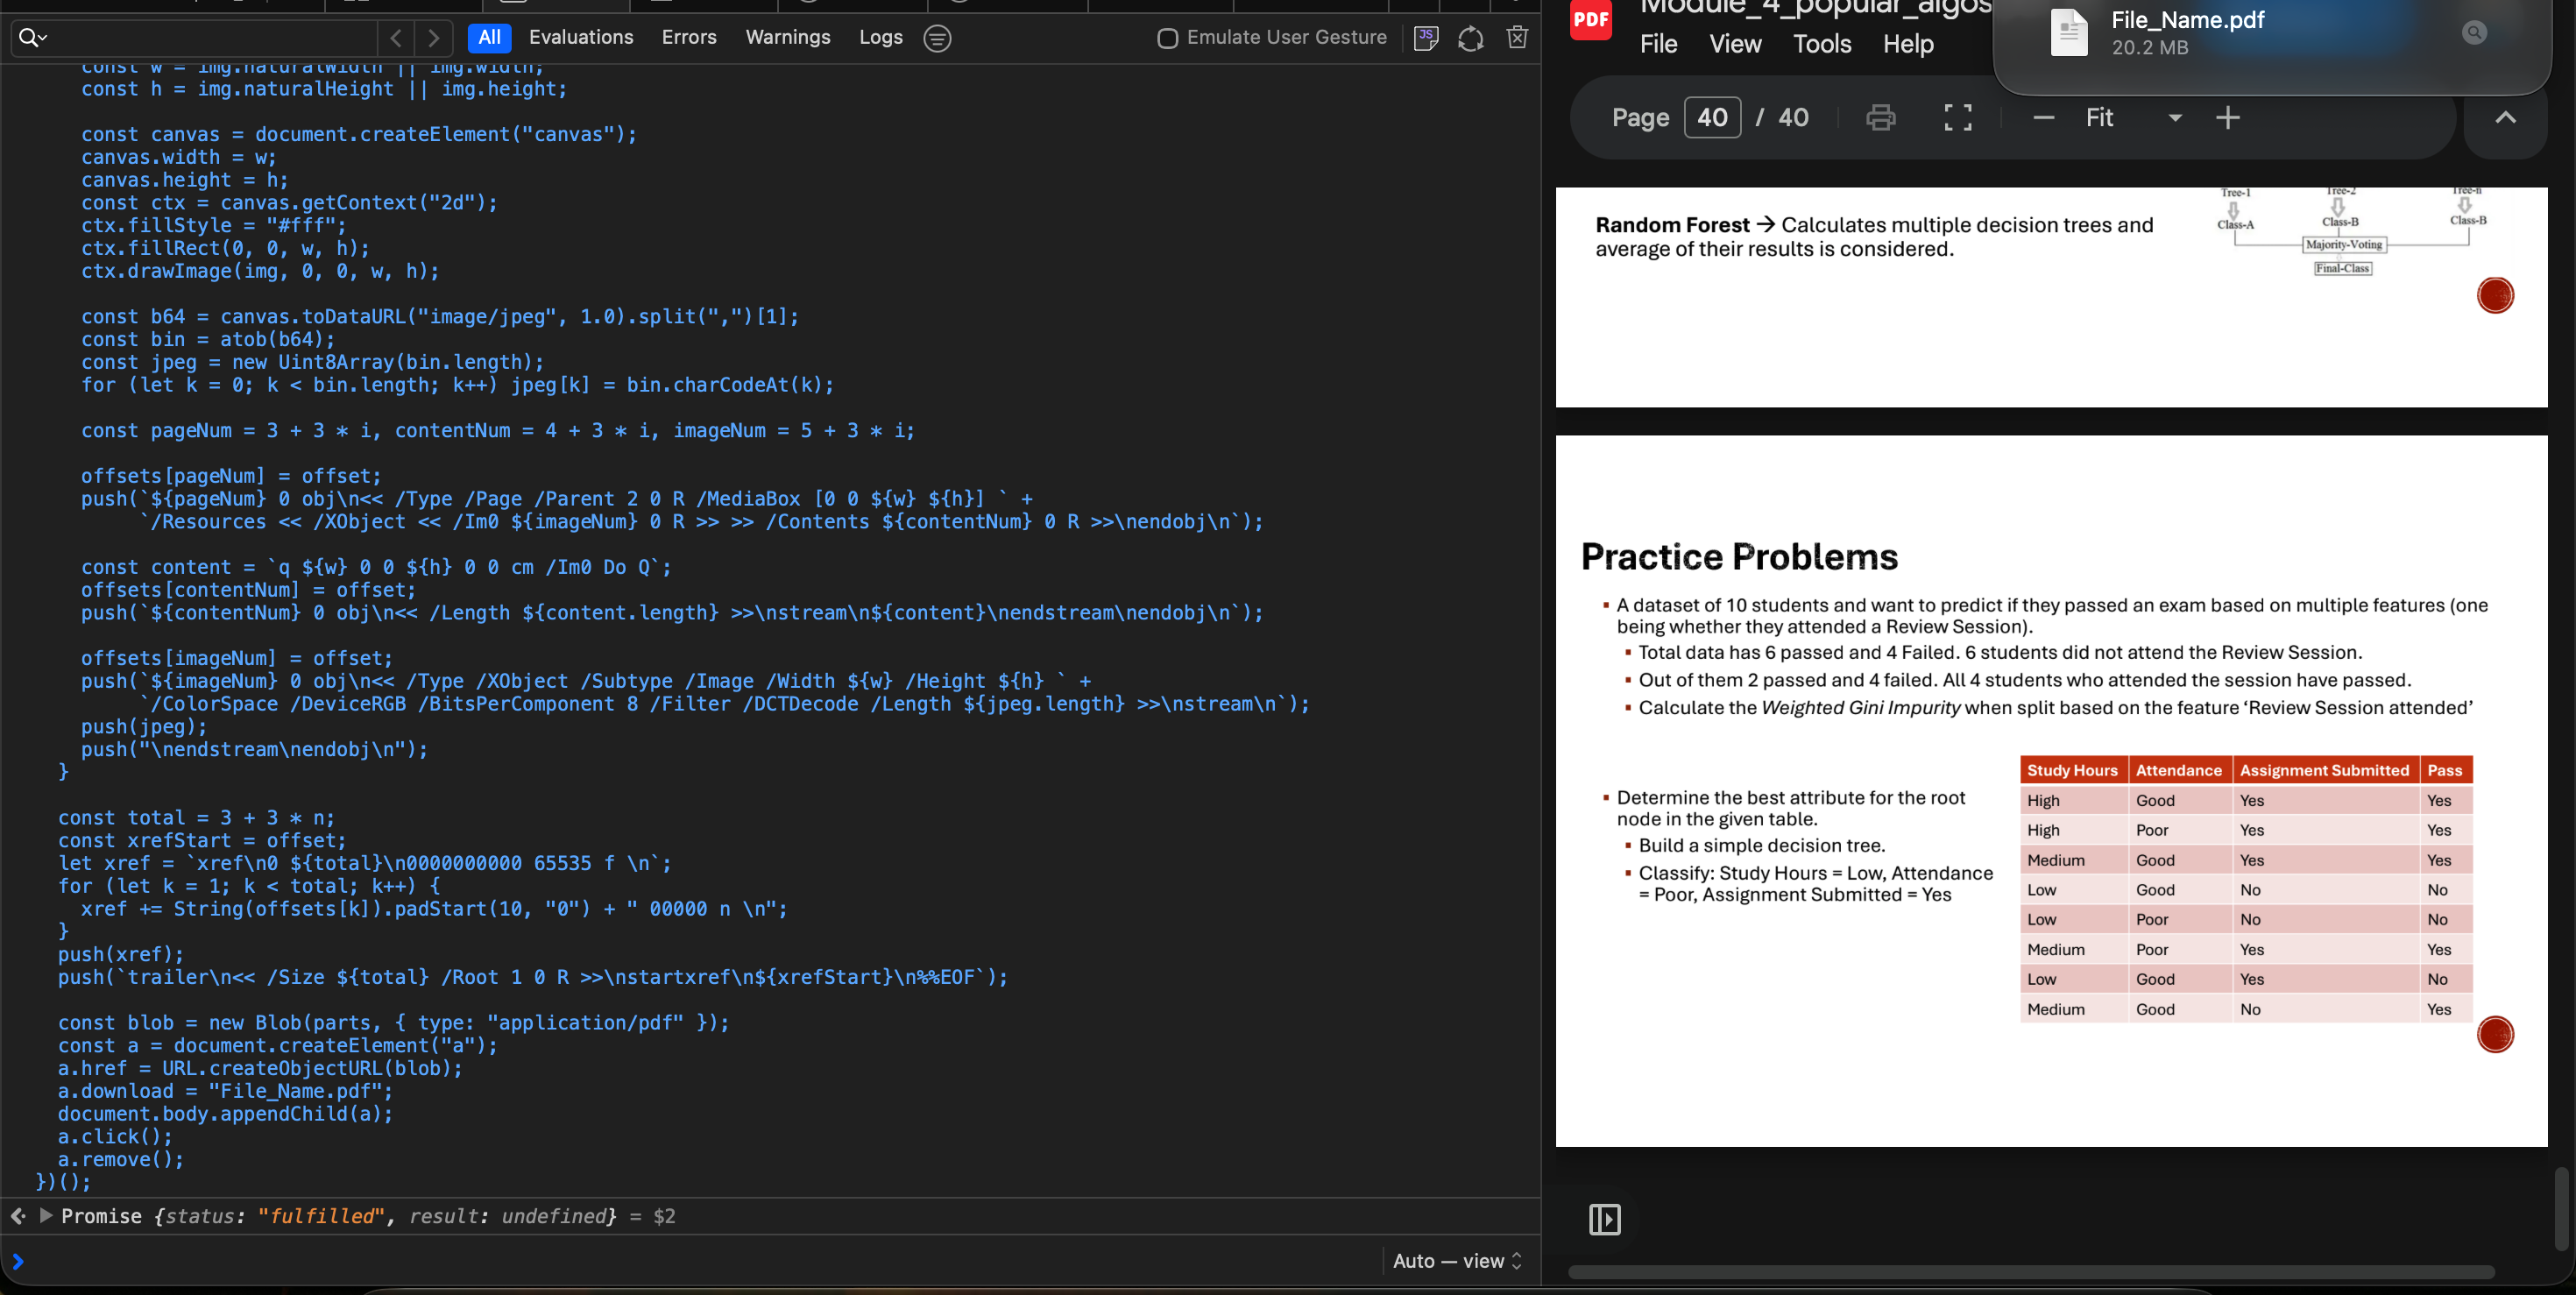 All Evaluations Errors Warnings Logs Emulate User Gesture
const w = img.naturalWidth || img.width;
const h = img.naturalHeight || img.height;
const canvas = document.createElement("canvas");
canvas.width = w;
canvas.height = h;
const ctx = canvas.getContext("2d");
ctx.fillStyle = "#fff";
ctx.fillRect(0, 0, w, h);
ctx.drawImage(img, 0, 0, w, h);
const b64 = canvas.toDataURL("image/jpeg", 1.0).split(",")[1];
const bin = atob(b64);
const jpeg = new Uint8Array(bin.length);
for (let k = 0; k < bin.length; k++) jpeg[k] = bin.charCodeAt(k);
const pageNum = 3 + 3 * i, contentNum = 4 + 3 * i, imageNum = 5 + 3 * i;
offsets[pageNum] = offset;
push(`${pageNum} 0 obj\n<< /Type /Page /Parent 2 0 R /MediaBox [0 0 ${w} ${h}] ` +
`/Resources << /XObject << /Im0 ${imageNum} 0 R >> >> /Contents ${contentNum} 0 R >>\nendobj\n`);
const content = `q ${w} 0 0 ${h} 0 0 cm /Im0 Do Q`;
offsets[contentNum] = offset;
push(`${contentNum} 0 obj\n<< /Length ${content.length} >>\nstream\n${content}\nendstream\nendobj\n`);
offsets[imageNum] = offset;
push(`${imageNum} 0 obj\n<< /Type /XObject /Subtype /Image /Width ${w} /Height ${h} ` +
`/ColorSpace /DeviceRGB /BitsPerComponent 8 /Filter /DCTDecode /Length ${jpeg.length} >>\nstream\n`);
push(jpeg);
push("\nendstream\nendobj\n");
}
const total = 3 + 3 * n;
const xrefStart = offset;
let xref = `xref\n0 ${total}\n0000000000 65535 f \n`;
for (let k = 1; k < total; k++) {
xref += String(offsets[k]).padStart(10, "0") + " 00000 n \n";
}
push(xref);
push(`trailer\n<< /Size ${total} /Root 1 0 R >>\nstartxref\n${xrefStart}\n%%EOF`);
const blob = new Blob(parts, { type: "application/pdf" });
const a = document.createElement("a");
a.href = URL.createObjectURL(blob);
a.download = "File_Name.pdf";
document.body.appendChild(a);
a.click();
a.remove();
})();
Promise {status: "fulfilled", result: undefined} = $2
Auto — view
PDF
Module_4_popular_algos
File View Tools Help
File_Name.pdf
20.2 MB
Page 40 / 40 Fit
Random Forest → Calculates multiple decision trees and
average of their results is considered.
Tree-1 Tree-2 Tree-n
Class-A Class-B Class-B
Majority-Voting
Final-Class
Practice Problems
▪ A dataset of 10 students and want to predict if they passed an exam based on multiple features (one
being whether they attended a Review Session).
▪ Total data has 6 passed and 4 Failed. 6 students did not attend the Review Session.
▪ Out of them 2 passed and 4 failed. All 4 students who attended the session have passed.
▪ Calculate the Weighted Gini Impurity when split based on the feature ‘Review Session attended’
▪ Determine the best attribute for the root
node in the given table.
▪ Build a simple decision tree.
▪ Classify: Study Hours = Low, Attendance
= Poor, Assignment Submitted = Yes
Study Hours Attendance Assignment Submitted Pass
High Good Yes Yes
High Poor Yes Yes
Medium Good Yes Yes
Low Good No No
Low Poor No No
Medium Poor Yes Yes
Low Good Yes No
Medium Good No Yes